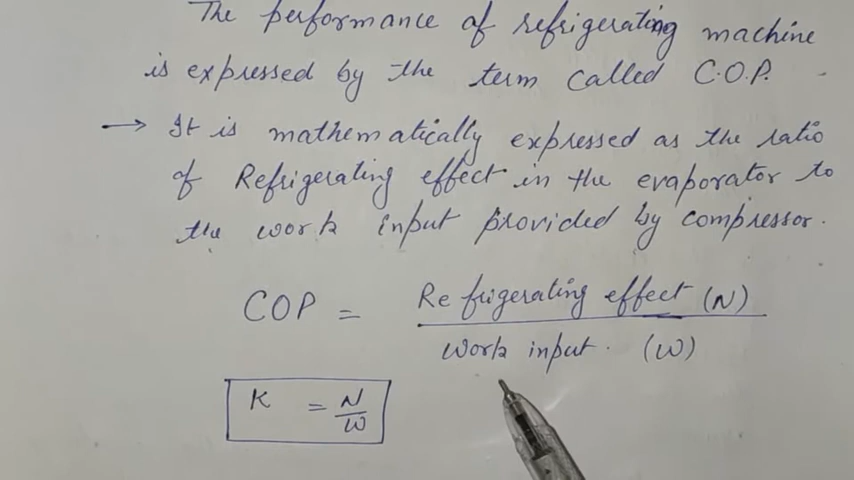 The performance of refrigerating machine
is expressed by the term called C.O.P.
→ It is mathematically expressed as the ratio
of Refrigerating effect in the evaporator to
the work input provided by compressor.
COP = Refrigerating effect (N)
Work input. (W)
K = N/W